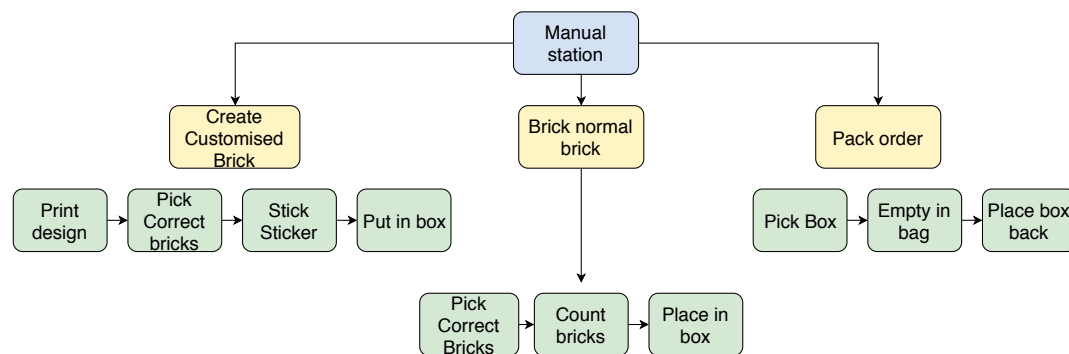 Manual
station
Create
Customised
Brick
Brick normal
brick
Pack order
Print
design
Pick
Correct
bricks
Stick
Sticker
Put in box
Pick Box
Empty in
bag
Place box
back
Pick
Correct
Bricks
Count
bricks
Place in
box